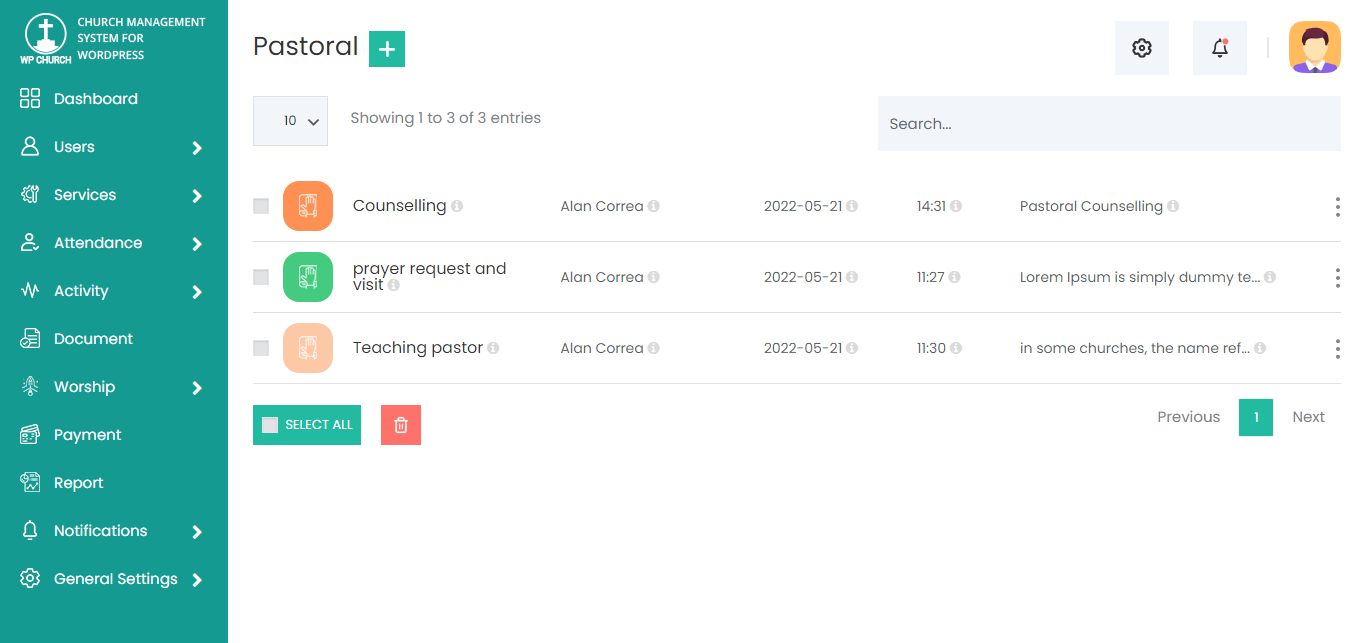 CHURCH MANAGEMENT
SYSTEM FOR
WORDPRESS
WP CHURCH
Dashboard
Users
Services
Attendance
Activity
Document
Worship
Payment
Report
Notifications
General Settings
Pastoral +
10 Showing 1 to 3 of 3 entries Search...
Counselling Alan Correa 2022-05-21 14:31 Pastoral Counselling
prayer request and
visit Alan Correa 2022-05-21 11:27 Lorem Ipsum is simply dummy te...
Teaching pastor Alan Correa 2022-05-21 11:30 in some churches, the name ref...
SELECT ALL
Previous 1 Next